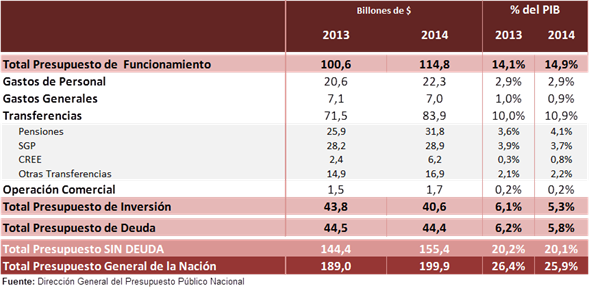 Billones de $ % del PIB
2013 2014 2013 2014
Total Presupuesto de Funcionamiento 100,6 114,8 14,1% 14,9%
Gastos de Personal 20,6 22,3 2,9% 2,9%
Gastos Generales 7,1 7,0 1,0% 0,9%
Transferencias 71,5 83,9 10,0% 10,9%
Pensiones 25,9 31,8 3,6% 4,1%
SGP 28,2 28,9 3,9% 3,7%
CREE 2,4 6,2 0,3% 0,8%
Otras Transferencias 14,9 16,9 2,1% 2,2%
Operación Comercial 1,5 1,7 0,2% 0,2%
Total Presupuesto de Inversión 43,8 40,6 6,1% 5,3%
Total Presupuesto de Deuda 44,5 44,4 6,2% 5,8%
Total Presupuesto SIN DEUDA 144,4 155,4 20,2% 20,1%
Total Presupuesto General de la Nación 189,0 199,9 26,4% 25,9%
Fuente: Dirección General del Presupuesto Público Nacional